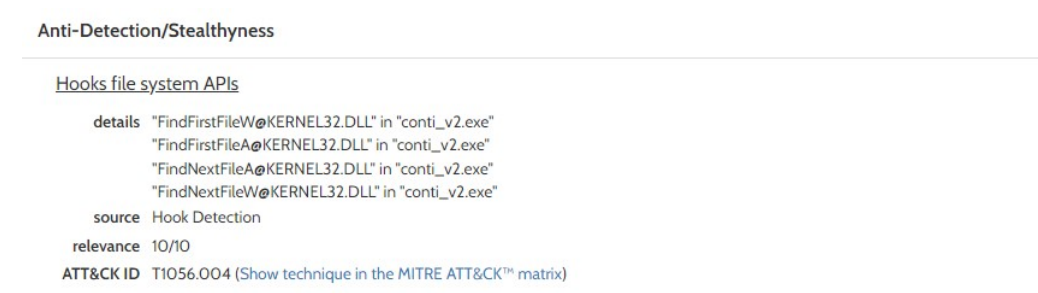 Anti-Detection/Stealthyness
Hooks file system APIs
details "FindFirstFileW@KERNEL32.DLL" in "conti_v2.exe"
"FindFirstFileA@KERNEL32.DLL" in "conti_v2.exe"
"FindNextFileA@KERNEL32.DLL" in "conti_v2.exe"
"FindNextFileW@KERNEL32.DLL" in "conti_v2.exe"
source Hook Detection
relevance 10/10
ATT&CK ID T1056.004 (Show technique in the MITRE ATT&CK™ matrix)